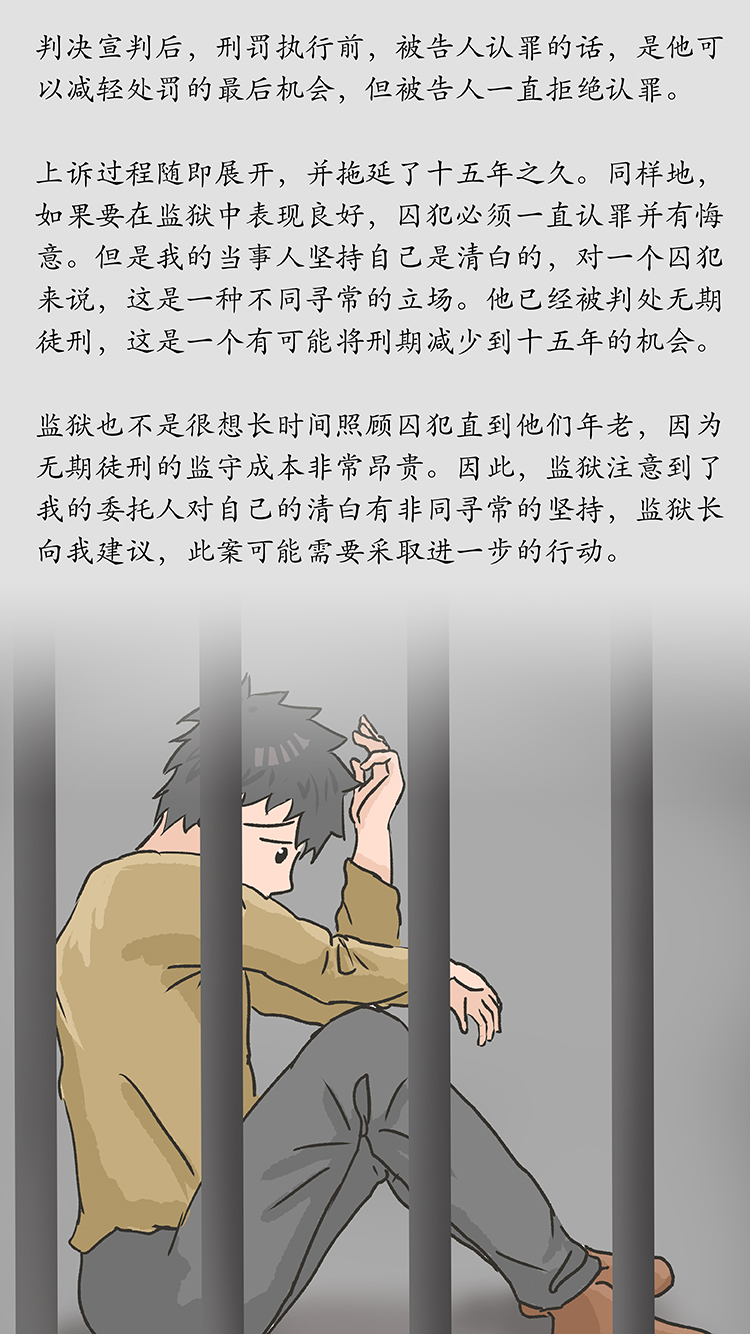 判决宣判后，刑罚执行前，被告人认罪的话，是他可
以减轻处罚的最后机会，但被告人一直拒绝认罪。
上诉过程随即展开，并拖延了十五年之久。同样地，
如果要在监狱中表现良好，囚犯必须一直认罪并有悔
意。但是我的当事人坚持自己是清白的，对一个囚犯
来说，这是一种不同寻常的立场。他已经被判处无期
徒刑，这是一个有可能将刑期减少到十五年的机会。
监狱也不是很想长时间照顾囚犯直到他们年老，因为
无期徒刑的监守成本非常昂贵。因此，监狱注意到了
我的委托人对自己的清白有非同寻常的坚持，监狱长
向我建议，此案可能需要采取进一步的行动。